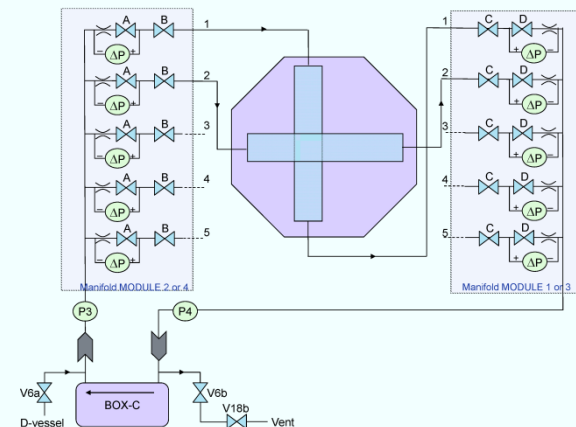 A B 1 1 C D
ΔP ΔP
A B 2 2 C D
ΔP ΔP
A B 3 3 C D
ΔP ΔP
A B 4 4 C D
ΔP ΔP
A B 5 5 C D
ΔP ΔP
Manifold MODULE 2 or 4 Manifold MODULE 1 or 3
P3 P4
V6a BOX-C V6b
V18b
D-vessel Vent